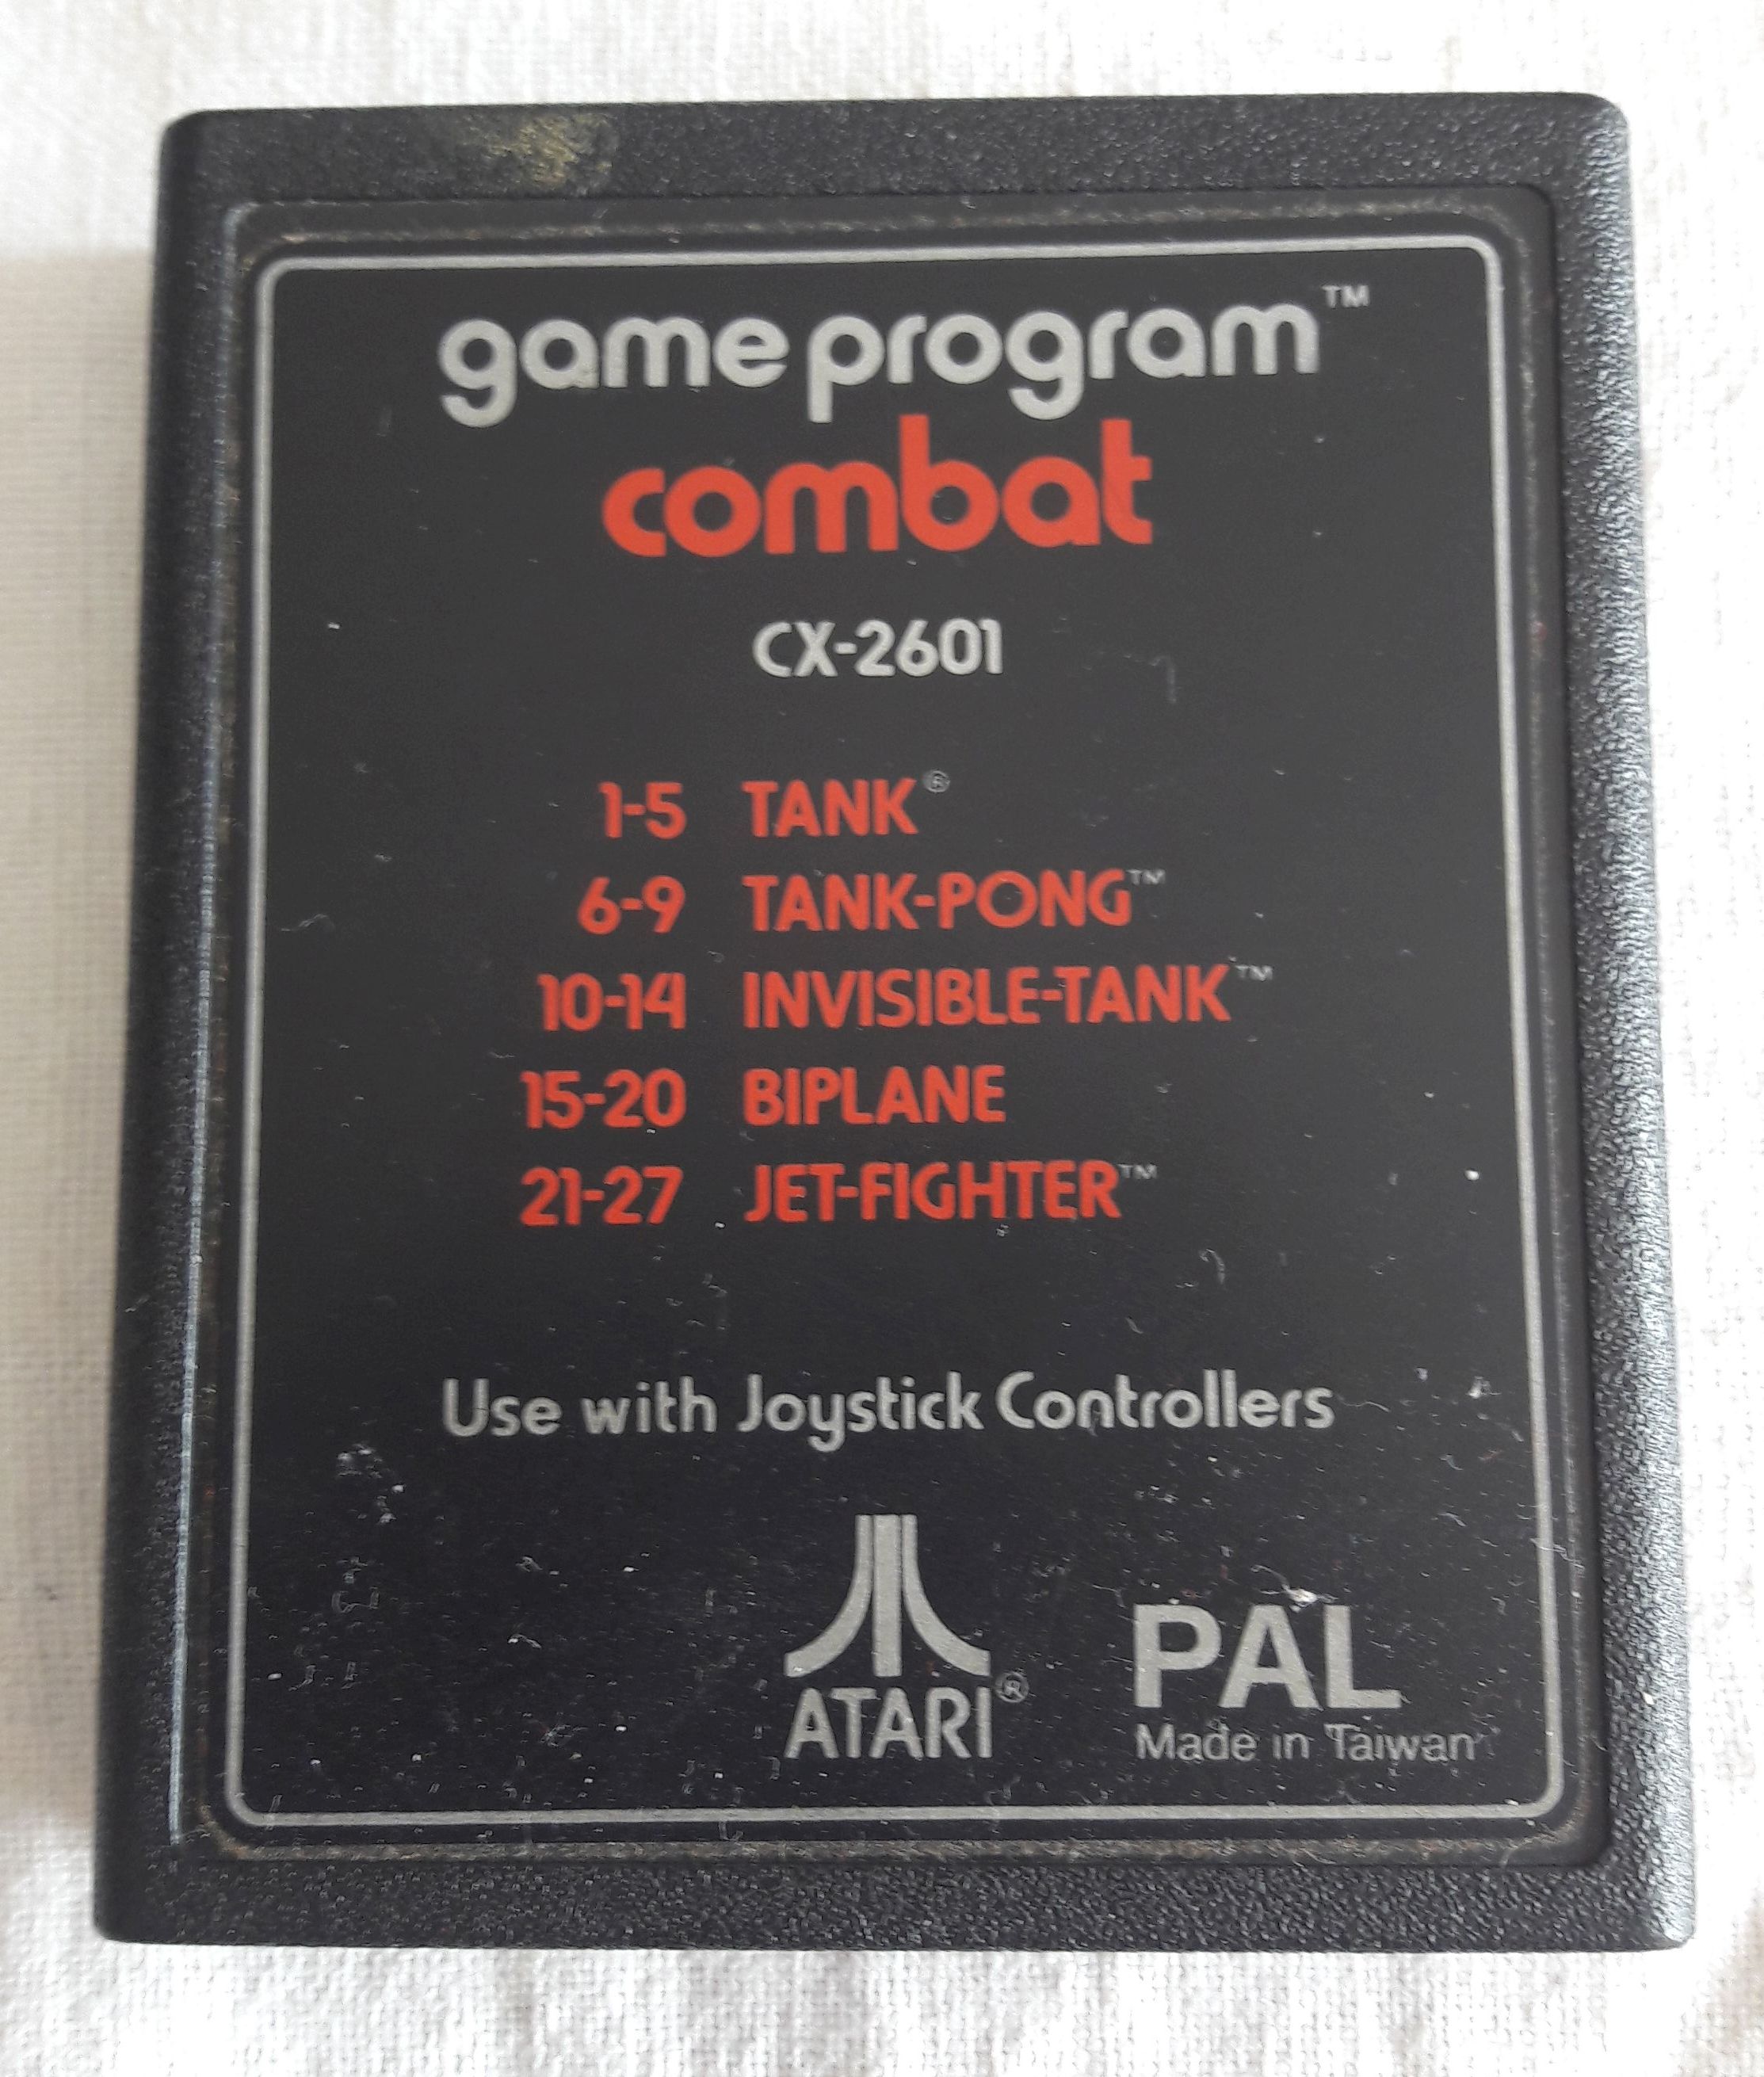 game program™
combat
CX-2601
1-5 TANK®
6-9 TANK-PONG™
10-14 INVISIBLE-TANK™
15-20 BIPLANE
21-27 JET-FIGHTER™
Use with Joystick Controllers
ATARI®
PAL
Made in Taiwan